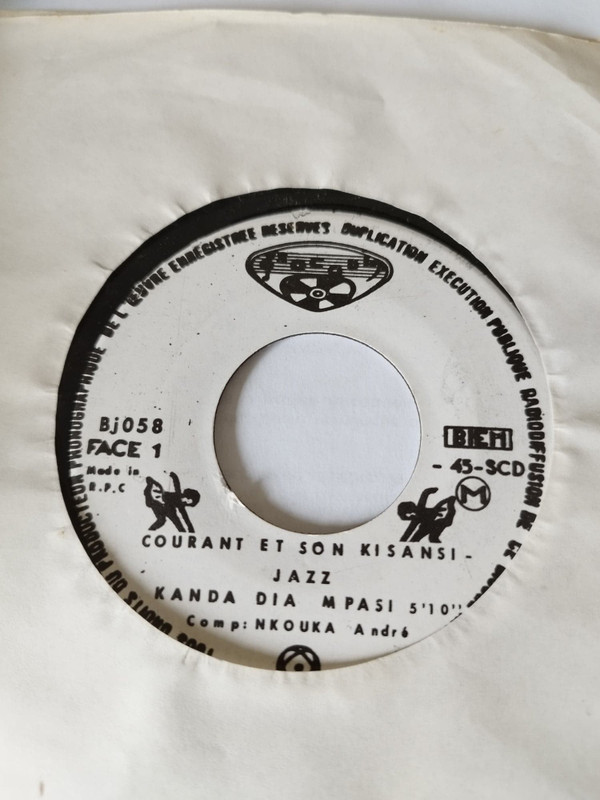 TOUS DROITS DU PRODUCTEUR PHONOGRAPHIQUE DE L'ŒUVRE ENREGISTREE RESERVES DUPLICATION EXECUTION PUBLIQUE RADIODIFFUSION DE CE
Bj058
FACE 1
Made in
R.P.C
BIEM
- 45-SCD
M
COURANT ET SON KISANSI-
JAZZ
KANDA DIA MPASI 5'10''
Comp: NKOUKA André